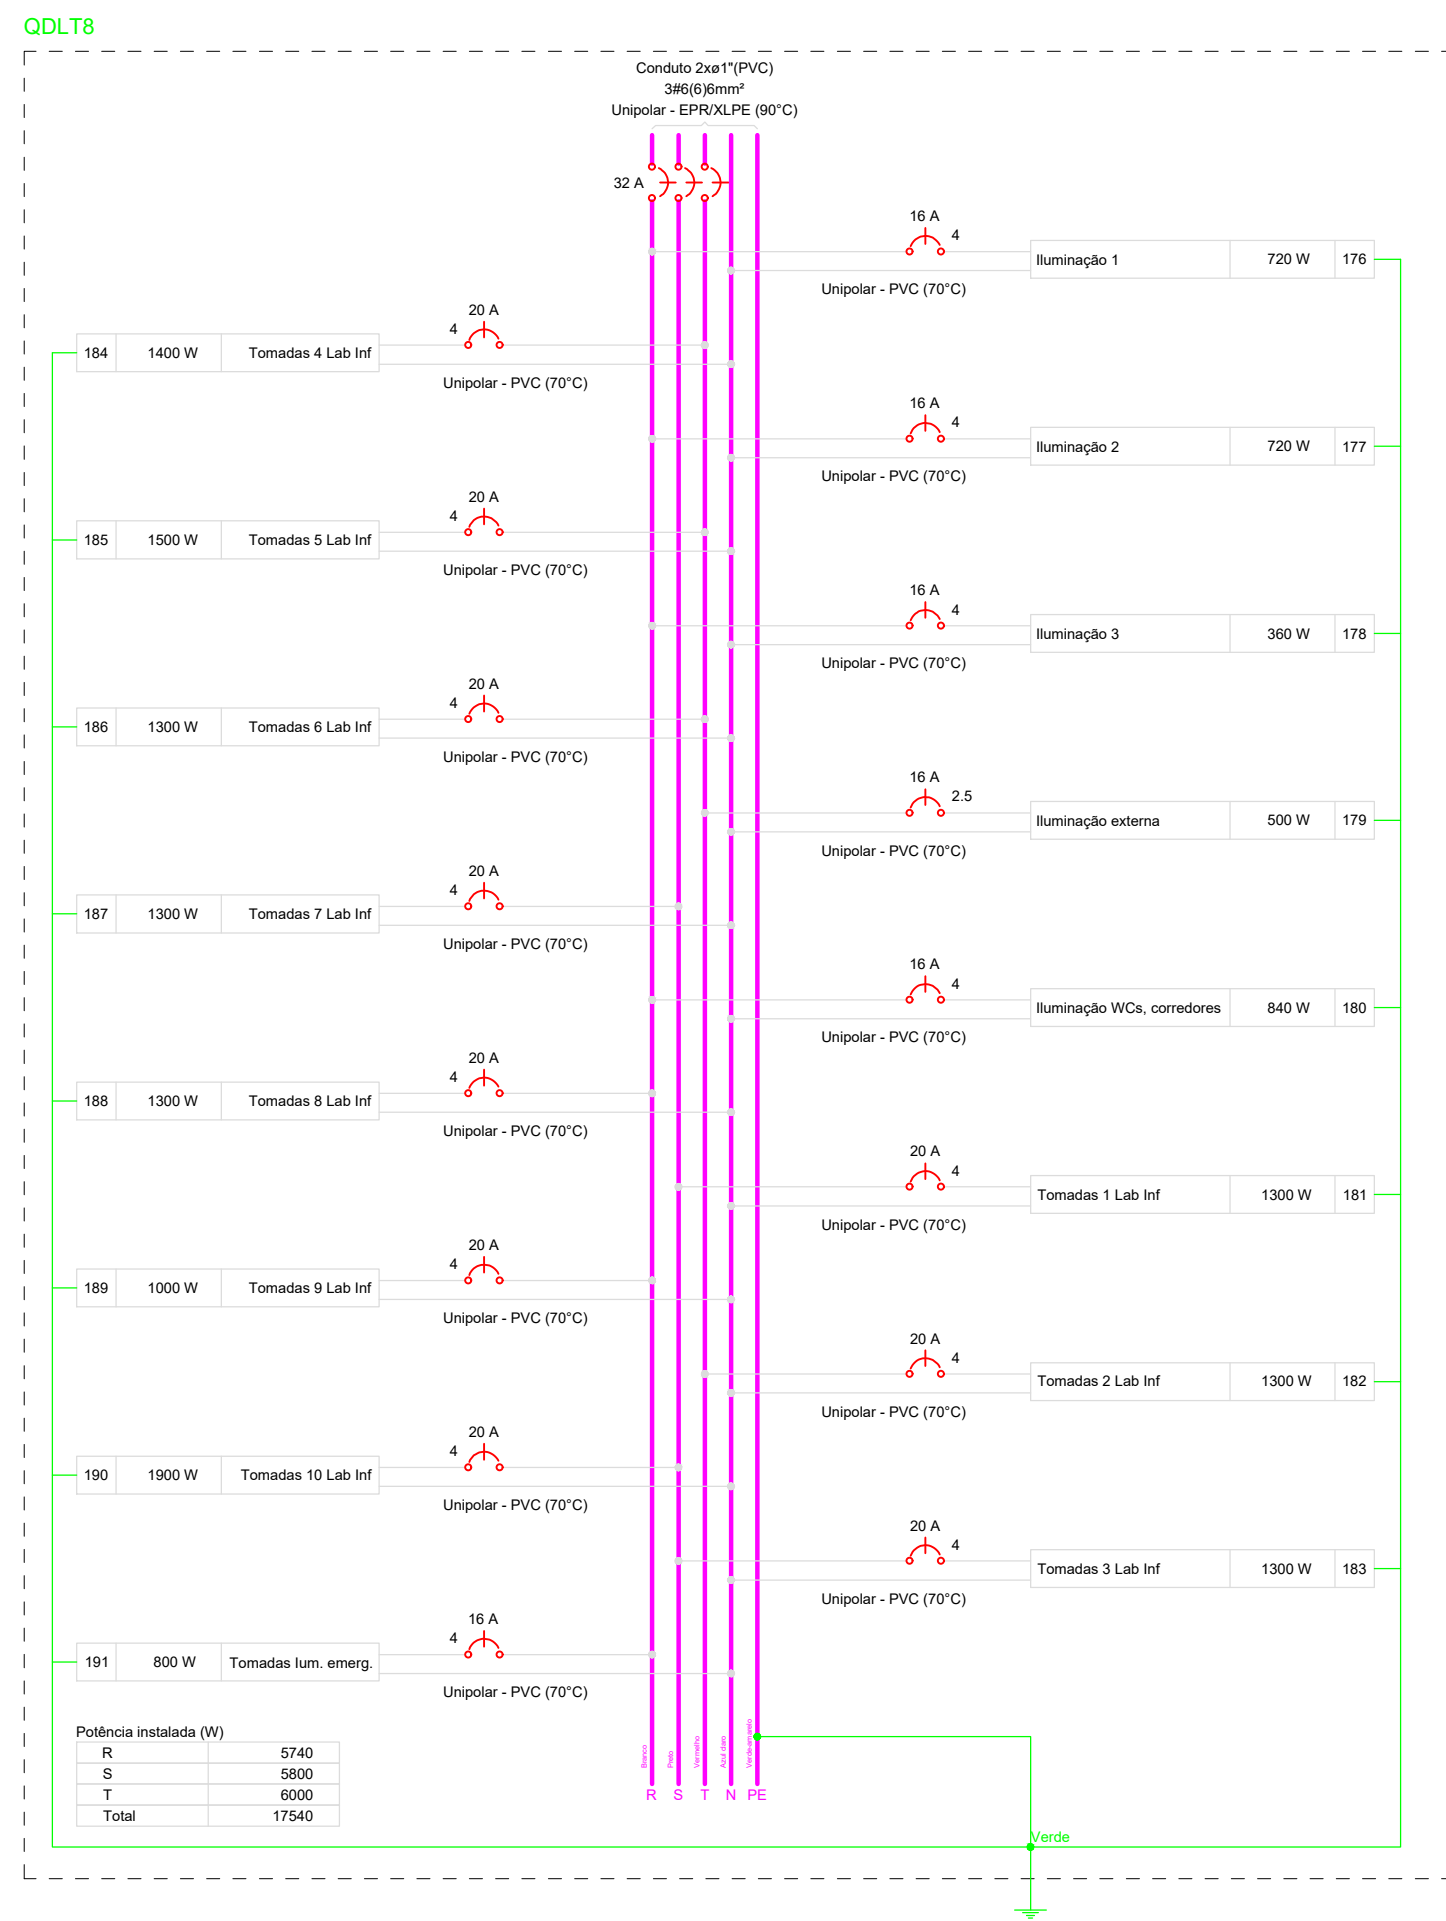 QDLT8
Conduto 2xø1"(PVC)
3#6(6)6mm²
Unipolar - EPR/XLPE (90°C)
32 A
16 A
4
Iluminação 1 720 W 176
Unipolar - PVC (70°C)
20 A
4
184 1400 W Tomadas 4 Lab Inf
Unipolar - PVC (70°C)
16 A
4
Iluminação 2 720 W 177
Unipolar - PVC (70°C)
20 A
4
185 1500 W Tomadas 5 Lab Inf
Unipolar - PVC (70°C)
16 A
4
Iluminação 3 360 W 178
Unipolar - PVC (70°C)
20 A
4
186 1300 W Tomadas 6 Lab Inf
Unipolar - PVC (70°C)
16 A
2.5
Iluminação externa 500 W 179
Unipolar - PVC (70°C)
20 A
4
187 1300 W Tomadas 7 Lab Inf
Unipolar - PVC (70°C)
16 A
4
Iluminação WCs, corredores 840 W 180
Unipolar - PVC (70°C)
20 A
4
188 1300 W Tomadas 8 Lab Inf
Unipolar - PVC (70°C)
20 A
4
Tomadas 1 Lab Inf 1300 W 181
Unipolar - PVC (70°C)
20 A
4
189 1000 W Tomadas 9 Lab Inf
Unipolar - PVC (70°C)
20 A
4
Tomadas 2 Lab Inf 1300 W 182
Unipolar - PVC (70°C)
20 A
4
190 1900 W Tomadas 10 Lab Inf
Unipolar - PVC (70°C)
20 A
4
Tomadas 3 Lab Inf 1300 W 183
Unipolar - PVC (70°C)
16 A
4
191 800 W Tomadas lum. emerg.
Unipolar - PVC (70°C)
Potência instalada (W)
R 5740
S 5800
T 6000
Total 17540
Branco
Preto
Vermelho
Azul claro
Verde-amarelo
R S T N PE
Verde